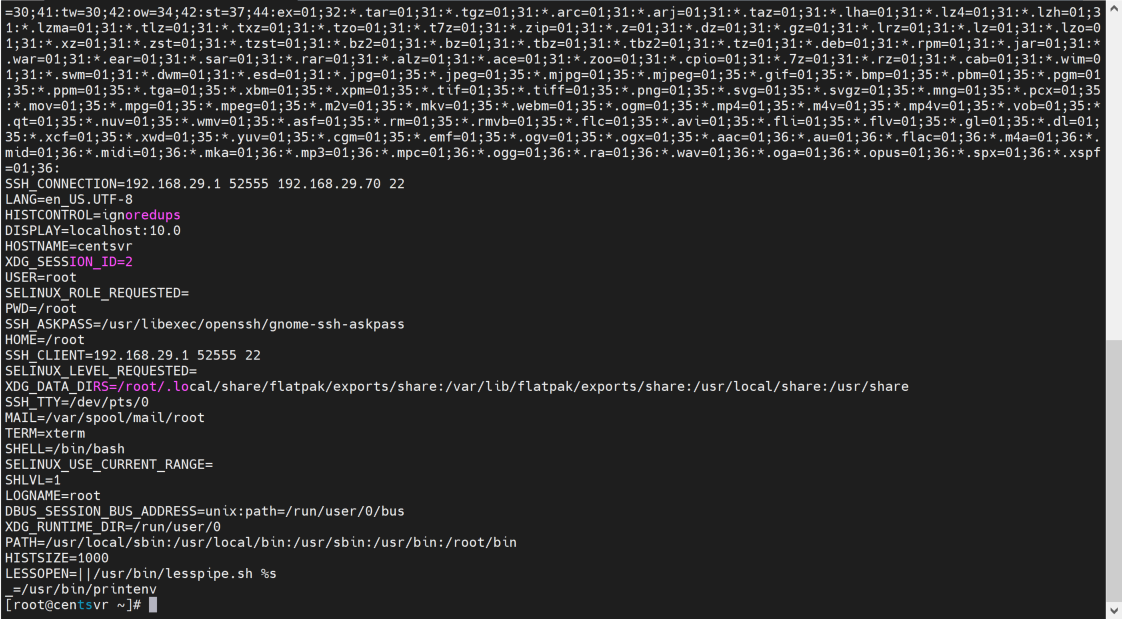 =30;41:tw=30;42:ow=34;42:st=37;44:ex=01;32:*.tar=01;31:*.tgz=01;31:*.arc=01;31:*.arj=01;31:*.taz=01;31:*.lha=01;31:*.lz4=01;31:*.lzh=01;3
1:*.lzma=01;31:*.tlz=01;31:*.txz=01;31:*.tzo=01;31:*.t7z=01;31:*.zip=01;31:*.z=01;31:*.dz=01;31:*.gz=01;31:*.lrz=01;31:*.lz=01;31:*.lzo=0
1;31:*.xz=01;31:*.zst=01;31:*.tzst=01;31:*.bz2=01;31:*.bz=01;31:*.tbz=01;31:*.tbz2=01;31:*.tz=01;31:*.deb=01;31:*.rpm=01;31:*.jar=01;31:*
.war=01;31:*.ear=01;31:*.sar=01;31:*.rar=01;31:*.alz=01;31:*.ace=01;31:*.zoo=01;31:*.cpio=01;31:*.7z=01;31:*.rz=01;31:*.cab=01;31:*.wim=0
1;31:*.swm=01;31:*.dwm=01;31:*.esd=01;31:*.jpg=01;35:*.jpeg=01;35:*.mjpg=01;35:*.mjpeg=01;35:*.gif=01;35:*.bmp=01;35:*.pbm=01;35:*.pgm=01
;35:*.ppm=01;35:*.tga=01;35:*.xbm=01;35:*.xpm=01;35:*.tif=01;35:*.tiff=01;35:*.png=01;35:*.svg=01;35:*.svgz=01;35:*.mng=01;35:*.pcx=01;35
:*.mov=01;35:*.mpg=01;35:*.mpeg=01;35:*.m2v=01;35:*.mkv=01;35:*.webm=01;35:*.ogm=01;35:*.mp4=01;35:*.m4v=01;35:*.mp4v=01;35:*.vob=01;35:*
.qt=01;35:*.nuv=01;35:*.wmv=01;35:*.asf=01;35:*.rm=01;35:*.rmvb=01;35:*.flc=01;35:*.avi=01;35:*.fli=01;35:*.flv=01;35:*.gl=01;35:*.dl=01;
35:*.xcf=01;35:*.xwd=01;35:*.yuv=01;35:*.cgm=01;35:*.emf=01;35:*.ogv=01;35:*.ogx=01;35:*.aac=01;36:*.au=01;36:*.flac=01;36:*.m4a=01;36:*.
mid=01;36:*.midi=01;36:*.mka=01;36:*.mp3=01;36:*.mpc=01;36:*.ogg=01;36:*.ra=01;36:*.wav=01;36:*.oga=01;36:*.opus=01;36:*.spx=01;36:*.xspf
=01;36:
SSH_CONNECTION=192.168.29.1 52555 192.168.29.70 22
LANG=en_US.UTF-8
HISTCONTROL=ignoredups
DISPLAY=localhost:10.0
HOSTNAME=centsvr
XDG_SESSION_ID=2
USER=root
SELINUX_ROLE_REQUESTED=
PWD=/root
SSH_ASKPASS=/usr/libexec/openssh/gnome-ssh-askpass
HOME=/root
SSH_CLIENT=192.168.29.1 52555 22
SELINUX_LEVEL_REQUESTED=
XDG_DATA_DIRS=/root/.local/share/flatpak/exports/share:/var/lib/flatpak/exports/share:/usr/local/share:/usr/share
SSH_TTY=/dev/pts/0
MAIL=/var/spool/mail/root
TERM=xterm
SHELL=/bin/bash
SELINUX_USE_CURRENT_RANGE=
SHLVL=1
LOGNAME=root
DBUS_SESSION_BUS_ADDRESS=unix:path=/run/user/0/bus
XDG_RUNTIME_DIR=/run/user/0
PATH=/usr/local/sbin:/usr/local/bin:/usr/sbin:/usr/bin:/root/bin
HISTSIZE=1000
LESSOPEN=||/usr/bin/lesspipe.sh %s
_=/usr/bin/printenv
[root@centsvr ~]#